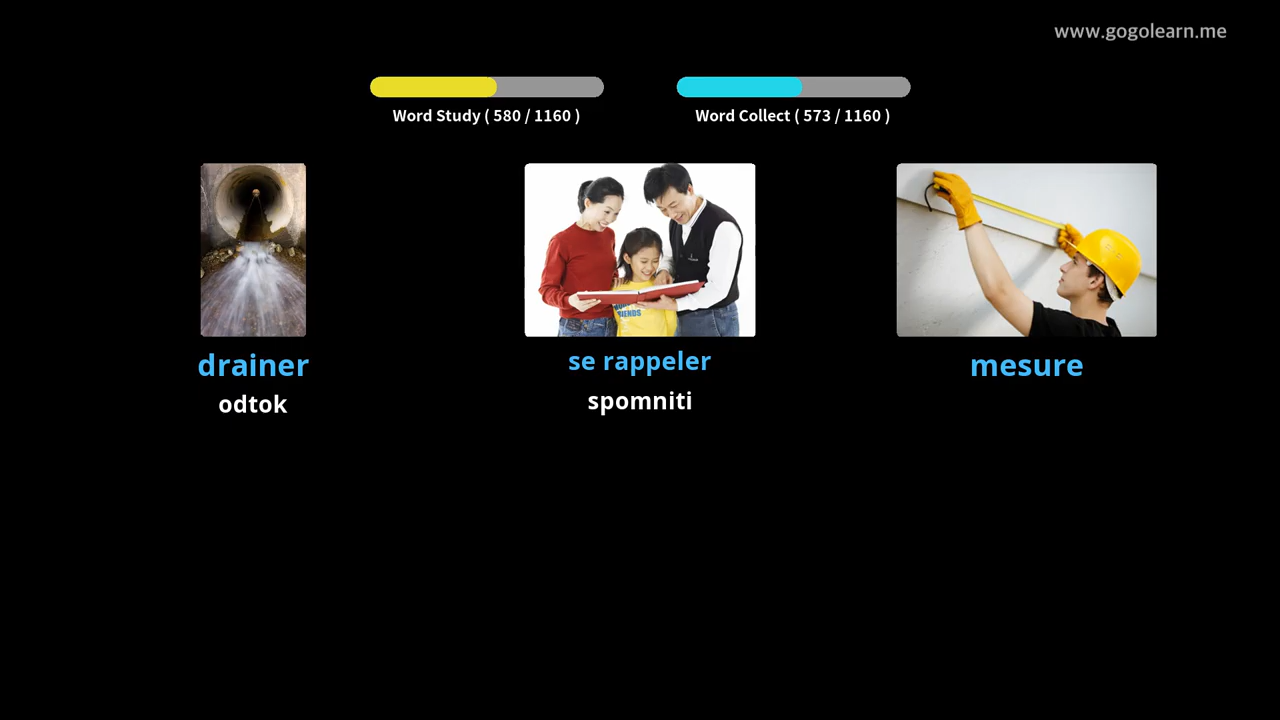 www.gogolearn.me
Word Study ( 580 / 1160 )
Word Collect ( 573 / 1160 )
drainer
odtok
se rappeler
spomniti
mesure